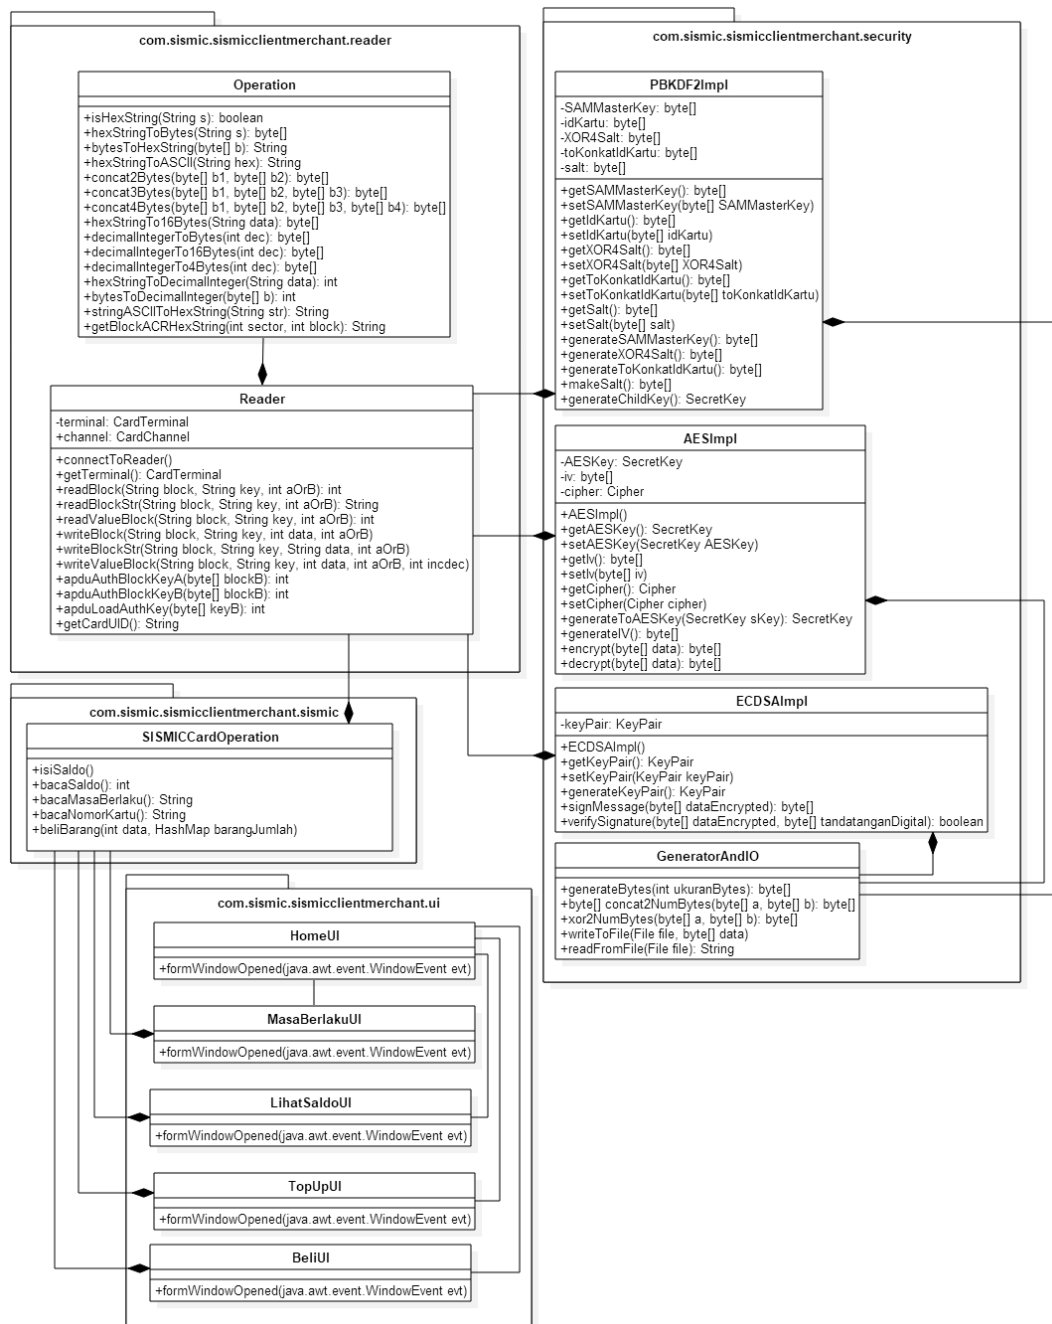 com.sismic.sismicclientmerchant.reader
Operation
+isHexString(String s): boolean
+hexStringToBytes(String s): byte[]
+bytesToHexString(byte[] b): String
+hexStringToASCII(String hex): String
+concat2Bytes(byte[] b1, byte[] b2): byte[]
+concat3Bytes(byte[] b1, byte[] b2, byte[] b3): byte[]
+concat4Bytes(byte[] b1, byte[] b2, byte[] b3, byte[] b4): byte[]
+hexStringTo16Bytes(String data): byte[]
+decimalIntegerToBytes(int dec): byte[]
+decimalIntegerTo16Bytes(int dec): byte[]
+decimalIntegerTo4Bytes(int dec): byte[]
+hexStringToDecimalInteger(String data): int
+bytesToDecimalInteger(byte[] b): int
+stringASCIIToHexString(String str): String
+getBlockACRHexString(int sector, int block): String
Reader
-terminal: CardTerminal
+channel: CardChannel
+connectToReader()
+getTerminal(): CardTerminal
+readBlock(String block, String key, int aOrB): int
+readBlockStr(String block, String key, int aOrB): String
+readValueBlock(String block, String key, int aOrB): int
+writeBlock(String block, String key, int data, int aOrB)
+writeBlockStr(String block, String key, String data, int aOrB)
+writeValueBlock(String block, String key, int data, int aOrB, int incdec)
+apduAuthBlockKeyA(byte[] blockB): int
+apduAuthBlockKeyB(byte[] blockB): int
+apduLoadAuthKey(byte[] keyB): int
+getCardUID(): String
com.sismic.sismicclientmerchant.sismic
SISMICCardOperation
+isiSaldo()
+bacaSaldo(): int
+bacaMasaBerlaku(): String
+bacaNomorKartu(): String
+beliBarang(int data, HashMap barangJumlah)
com.sismic.sismicclientmerchant.ui
HomeUI
+formWindowOpened(java.awt.event.WindowEvent evt)
MasaBerlakuUI
+formWindowOpened(java.awt.event.WindowEvent evt)
LihatSaldoUI
+formWindowOpened(java.awt.event.WindowEvent evt)
TopUpUI
+formWindowOpened(java.awt.event.WindowEvent evt)
BeliUI
+formWindowOpened(java.awt.event.WindowEvent evt)
com.sismic.sismicclientmerchant.security
PBKDF2Impl
-SAMMasterKey: byte[]
-idKartu: byte[]
-XOR4Salt: byte[]
-toKonkatIdKartu: byte[]
-salt: byte[]
+getSAMMasterKey(): byte[]
+setSAMMasterKey(byte[] SAMMasterKey)
+getIdKartu(): byte[]
+setIdKartu(byte[] idKartu)
+getXOR4Salt(): byte[]
+setXOR4Salt(byte[] XOR4Salt)
+getToKonkatIdKartu(): byte[]
+setToKonkatIdKartu(byte[] toKonkatIdKartu)
+getSalt(): byte[]
+setSalt(byte[] salt)
+generateSAMMasterKey(): byte[]
+generateXOR4Salt(): byte[]
+generateToKonkatIdKartu(): byte[]
+makeSalt(): byte[]
+generateChildKey(): SecretKey
AESImpl
-AESKey: SecretKey
-iv: byte[]
-cipher: Cipher
+AESImpl()
+getAESKey(): SecretKey
+setAESKey(SecretKey AESKey)
+getIv(): byte[]
+setIv(byte[] iv)
+getCipher(): Cipher
+setCipher(Cipher cipher)
+generateToAESKey(SecretKey sKey): SecretKey
+generateIV(): byte[]
+encrypt(byte[] data): byte[]
+decrypt(byte[] data): byte[]
ECDSAImpl
-keyPair: KeyPair
+ECDSAImpl()
+getKeyPair(): KeyPair
+setKeyPair(KeyPair keyPair)
+generateKeyPair(): KeyPair
+signMessage(byte[] dataEncrypted): byte[]
+verifySignature(byte[] dataEncrypted, byte[] tandatanganDigital): boolean
GeneratorAndIO
+generateBytes(int ukuranBytes): byte[]
+byte[] concat2NumBytes(byte[] a, byte[] b): byte[]
+xor2NumBytes(byte[] a, byte[] b): byte[]
+writeToFile(File file, byte[] data)
+readFromFile(File file): String